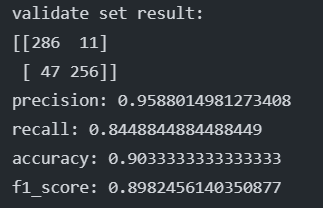 validate set result:
[[286  11]
 [ 47 256]]
precision: 0.9588014981273408
recall: 0.8448844884488449
accuracy: 0.9033333333333333
f1_score: 0.8982456140350877